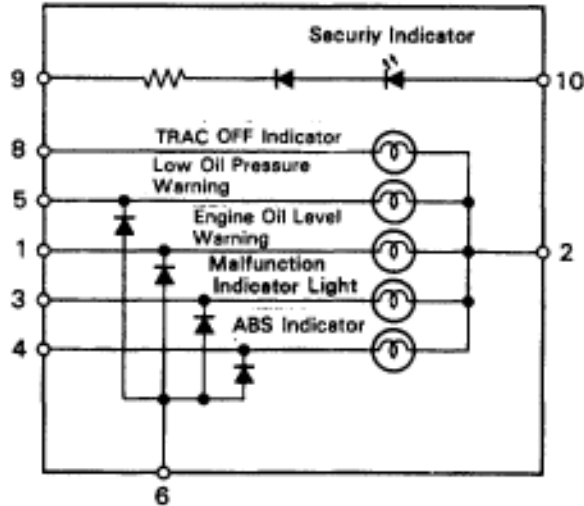 Securiy Indicator
9
10
TRAC OFF Indicator
8
Low Oil Pressure
Warning
5
Engine Oil Level
Warning
1
2
Malfunction
Indicator Light
3
ABS Indicator
4
6